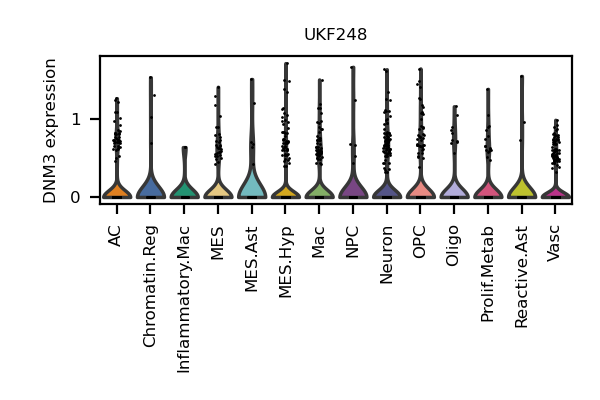 UKF248
DNM3 expression
1
0
AC
Chromatin.Reg
Inflammatory.Mac
MES
MES.Ast
MES.Hyp
Mac
NPC
Neuron
OPC
Oligo
Prolif.Metab
Reactive.Ast
Vasc